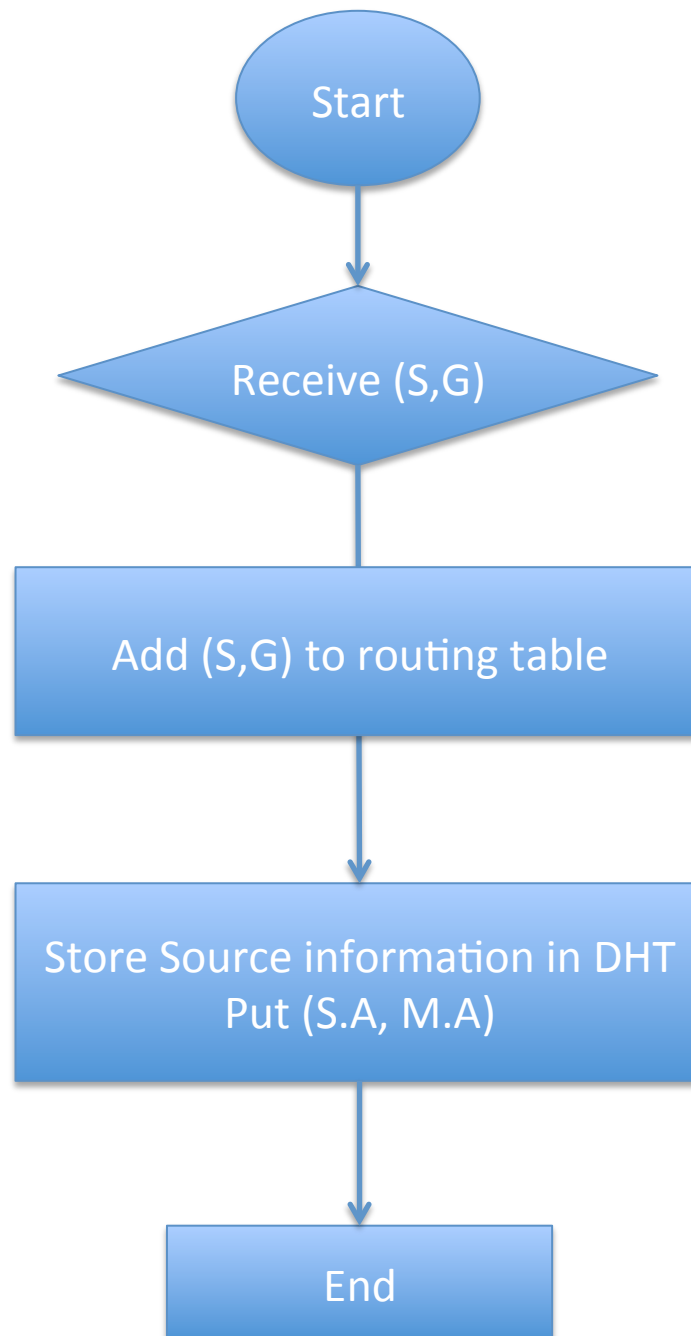 Start
Receive (S,G)
Add (S,G) to routing table
Store Source information in DHT
Put (S.A, M.A)
End